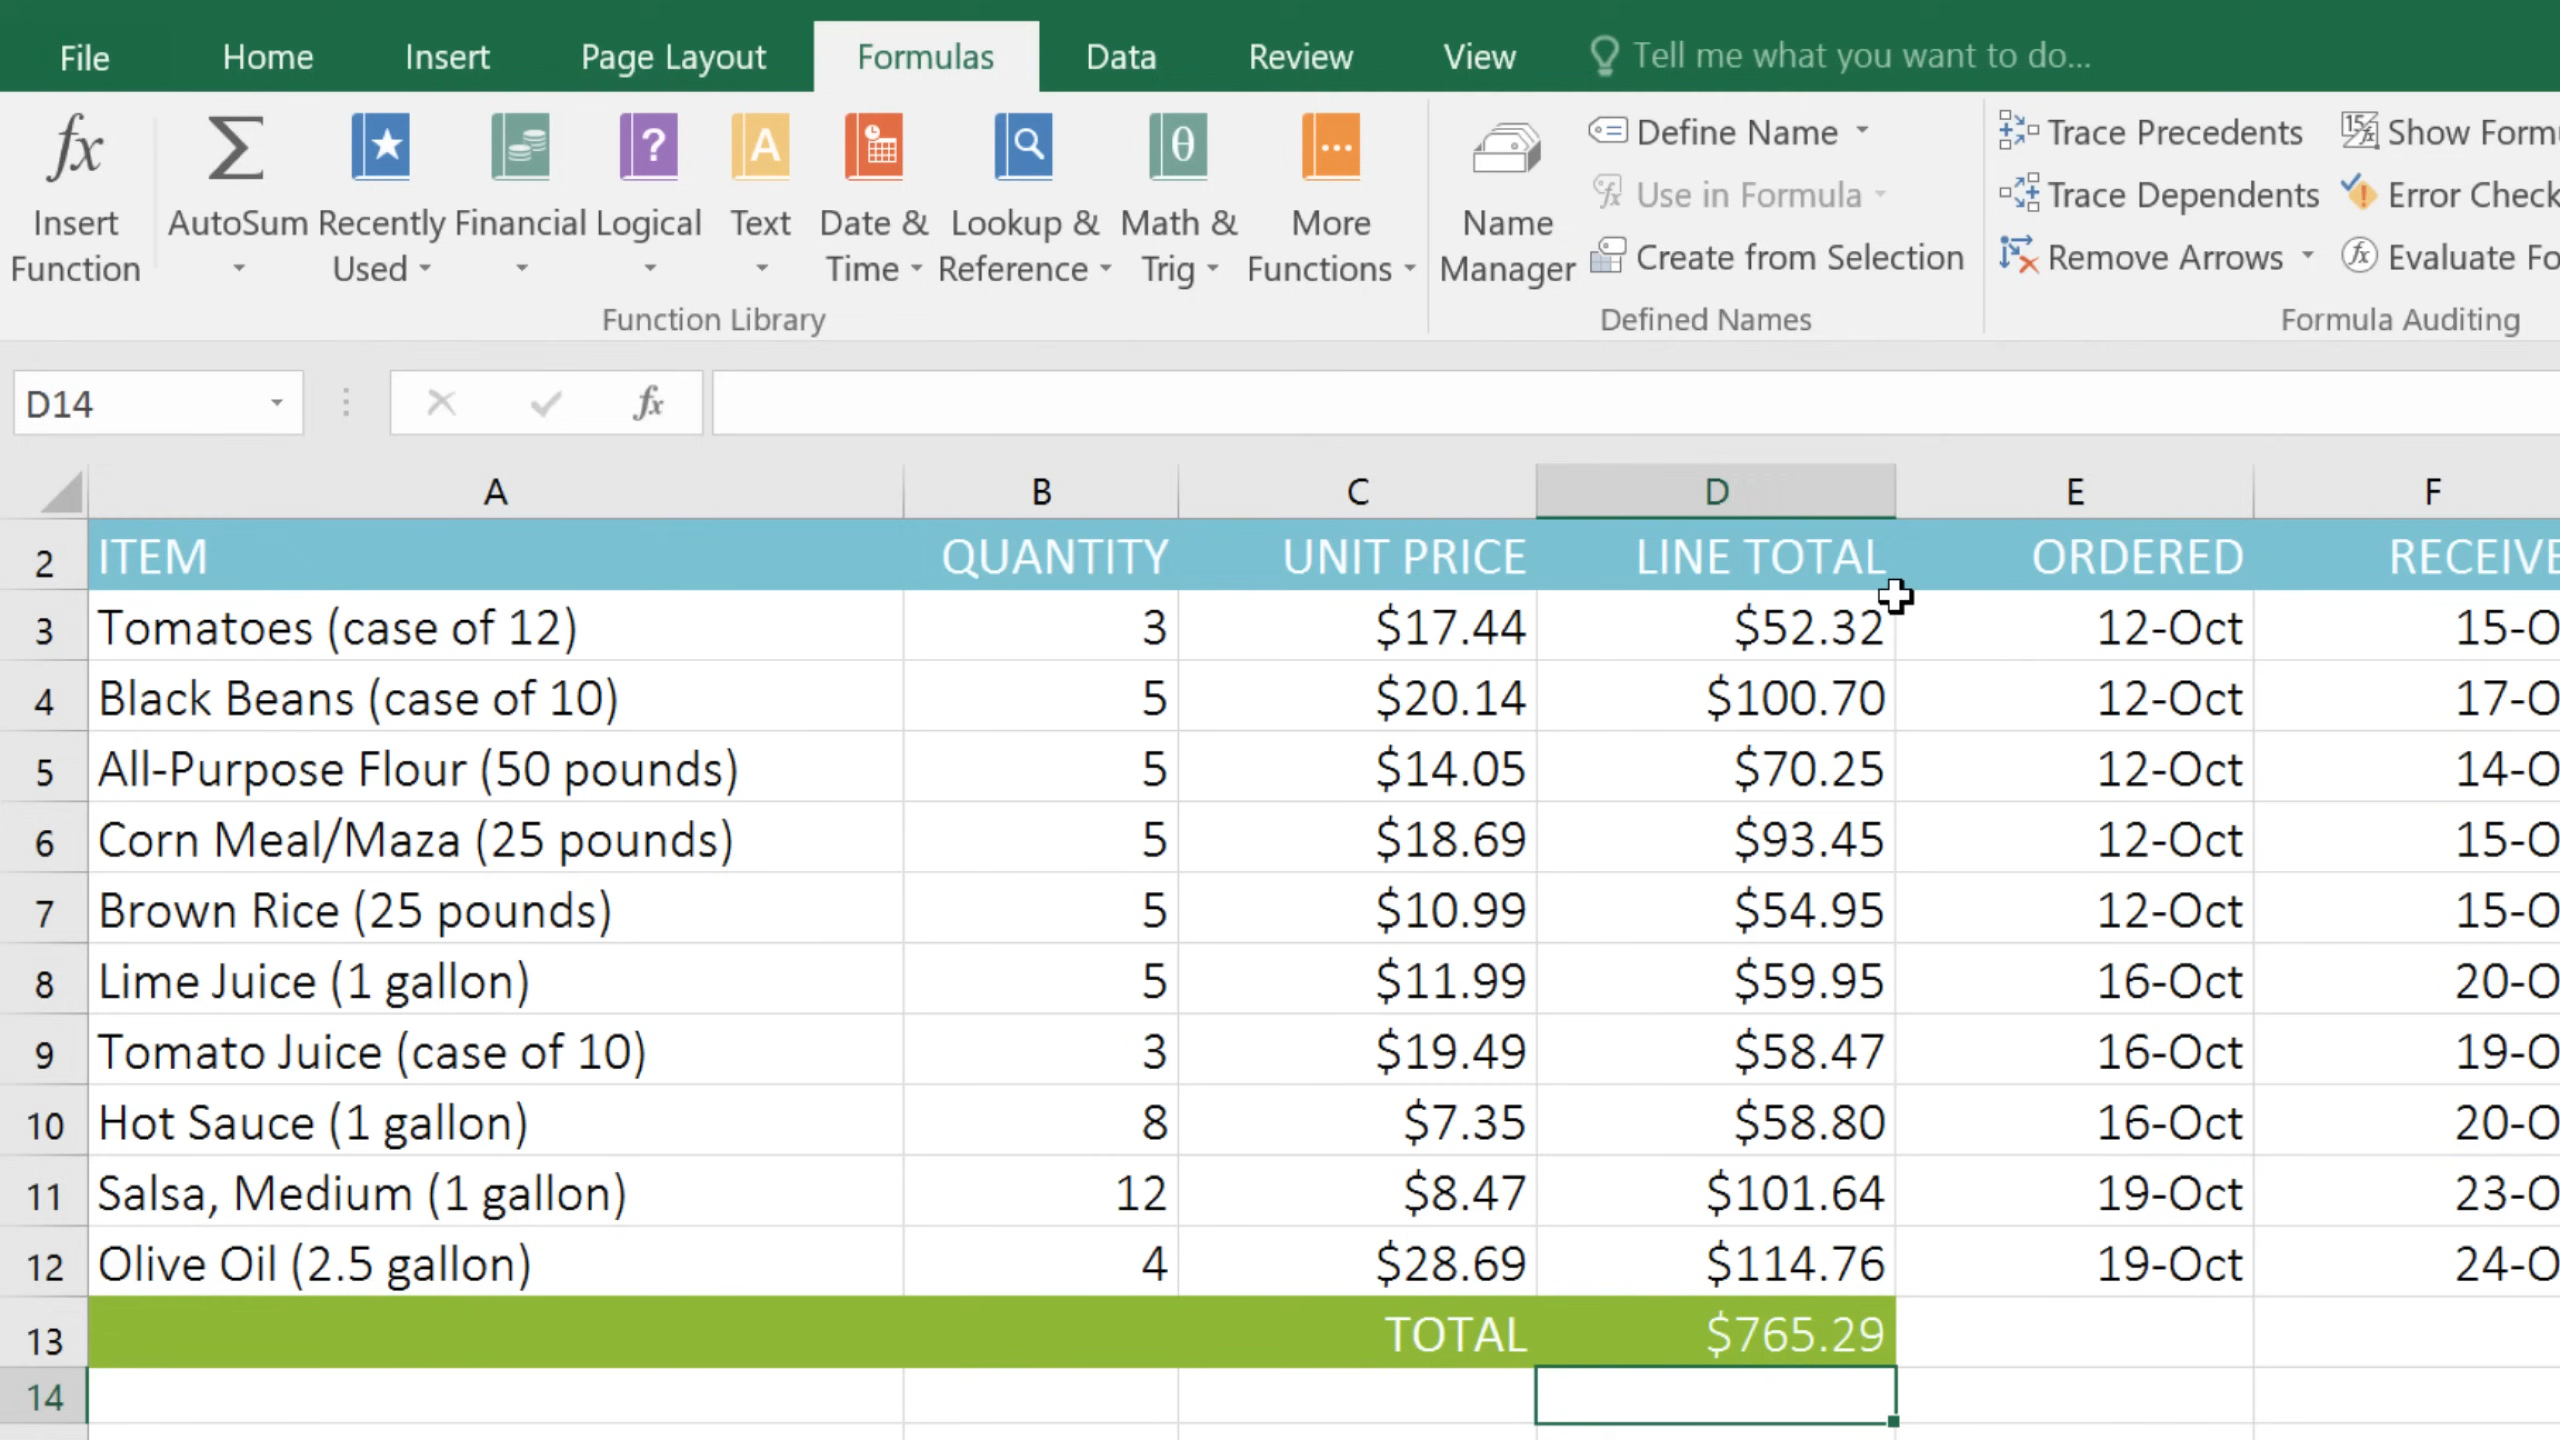 File Home Insert Page Layout Formulas Data Review View Tell me what you want to do...
fx Insert Function
AutoSum
Recently Used
Financial
Logical
Text
Date & Time
Lookup & Reference
Math & Trig
More Functions
Function Library
Name Manager
Define Name
Use in Formula
Create from Selection
Defined Names
Trace Precedents
Trace Dependents
Remove Arrows
Show Form
Error Check
Evaluate Fo
Formula Auditing
D14 fx
A B C D E F
2 ITEM QUANTITY UNIT PRICE LINE TOTAL ORDERED RECEIVE
3 Tomatoes (case of 12) 3 $17.44 $52.32 12-Oct 15-O
4 Black Beans (case of 10) 5 $20.14 $100.70 12-Oct 17-O
5 All-Purpose Flour (50 pounds) 5 $14.05 $70.25 12-Oct 14-O
6 Corn Meal/Maza (25 pounds) 5 $18.69 $93.45 12-Oct 15-O
7 Brown Rice (25 pounds) 5 $10.99 $54.95 12-Oct 15-O
8 Lime Juice (1 gallon) 5 $11.99 $59.95 16-Oct 20-O
9 Tomato Juice (case of 10) 3 $19.49 $58.47 16-Oct 19-O
10 Hot Sauce (1 gallon) 8 $7.35 $58.80 16-Oct 20-O
11 Salsa, Medium (1 gallon) 12 $8.47 $101.64 19-Oct 23-O
12 Olive Oil (2.5 gallon) 4 $28.69 $114.76 19-Oct 24-O
13 TOTAL $765.29
14